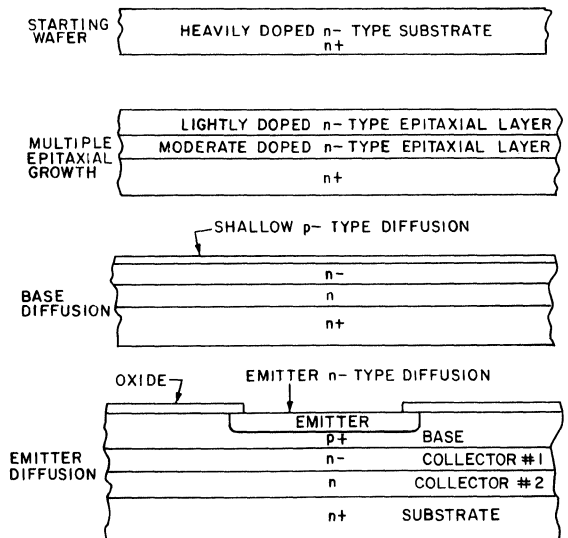 STARTING
WAFER
HEAVILY DOPED n- TYPE SUBSTRATE
n+
MULTIPLE
EPITAXIAL
GROWTH
LIGHTLY DOPED n-TYPE EPITAXIAL LAYER
MODERATE DOPED n-TYPE EPITAXIAL LAYER
n+
SHALLOW p- TYPE DIFFUSION
BASE
DIFFUSION
n-
n
n+
OXIDE
EMITTER n-TYPE DIFFUSION
EMITTER
DIFFUSION
EMITTER
p+ BASE
n- COLLECTOR #1
n COLLECTOR #2
n+ SUBSTRATE